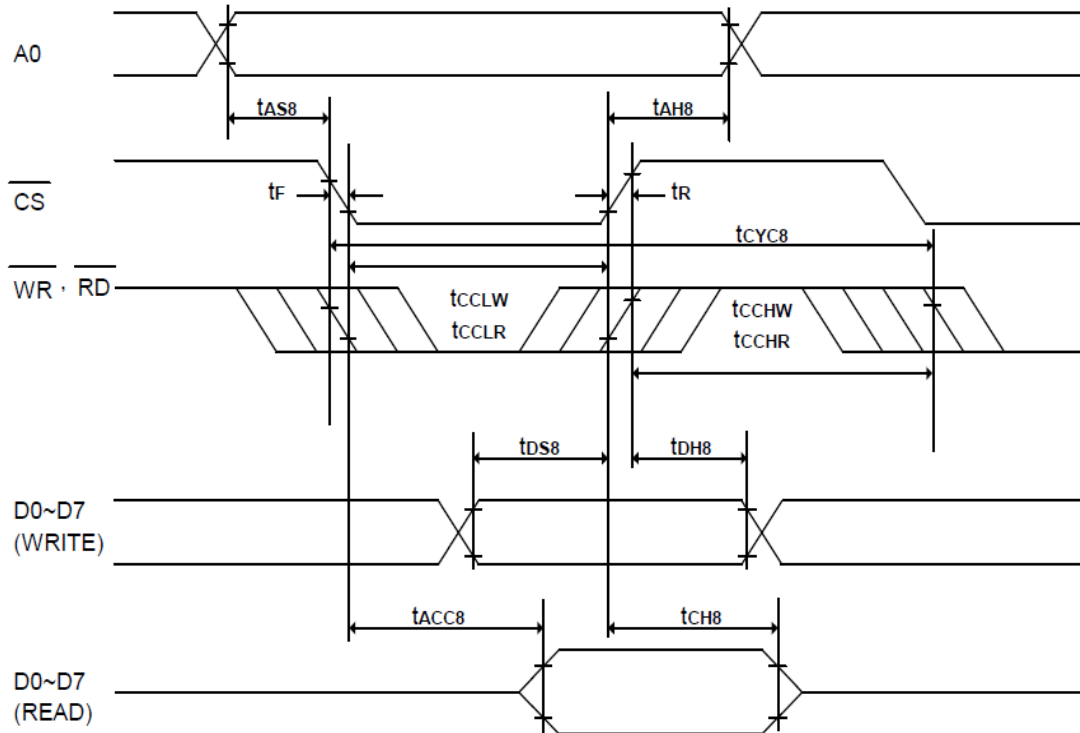 A0
tAS8
tAH8
CS
tF
tR
tCYC8
WR , RD
tCCLW
tCCLR
tCCHW
tCCHR
tDS8
tDH8
D0~D7
(WRITE)
tACC8
tCH8
D0~D7
(READ)